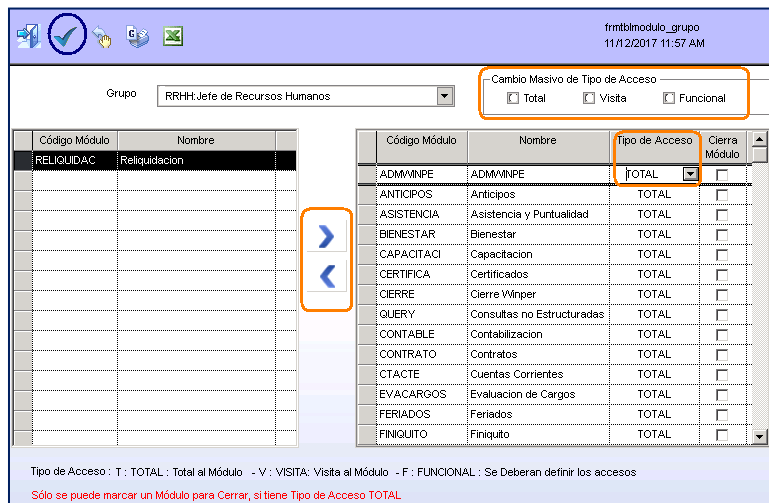 frmtblmodulo_grupo
11/12/2017 11:57 AM
Cambio Masivo de Tipo de Acceso
Grupo RRHH:Jefe de Recursos Humanos
Total Visita Funcional
Código Módulo Nombre
RELIQUIDAC Reliquidacion
Código Módulo Nombre Tipo de Acceso Cierra Módulo
ADMWINPE ADMWINPE TOTAL
ANTICIPOS Anticipos TOTAL
ASISTENCIA Asistencia y Puntualidad TOTAL
BIENESTAR Bienestar TOTAL
CAPACITACI Capacitacion TOTAL
CERTIFICA Certificados TOTAL
CIERRE Cierre Winper TOTAL
QUERY Consultas no Estructuradas TOTAL
CONTABLE Contabilizacion TOTAL
CONTRATO Contratos TOTAL
CTACTE Cuentas Corrientes TOTAL
EVACARGOS Evaluacion de Cargos TOTAL
FERIADOS Feriados TOTAL
FINIQUITO Finiquito TOTAL
Tipo de Acceso : T : TOTAL : Total al Módulo - V : VISITA: Visita al Módulo - F : FUNCIONAL : Se Deberan definir los accesos
Sólo se puede marcar un Módulo para Cerrar, si tiene Tipo de Acceso TOTAL